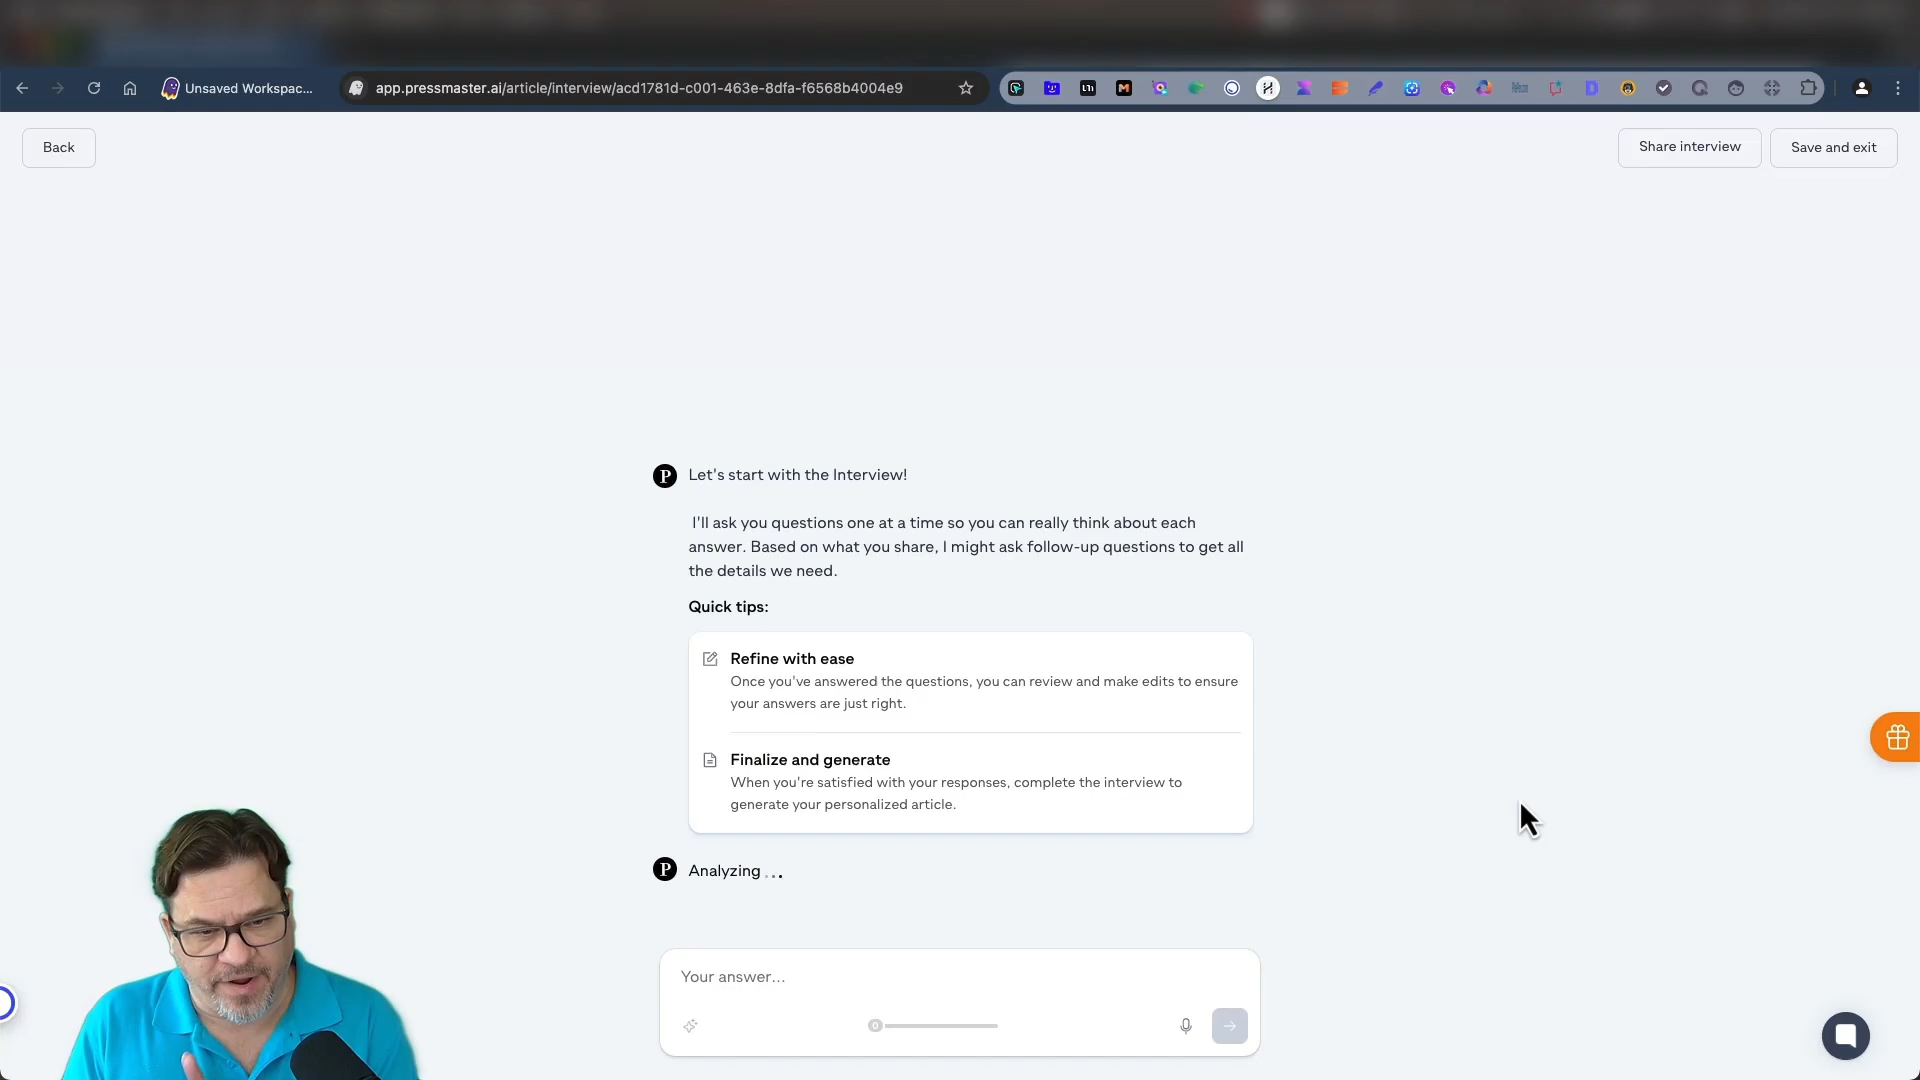 Unsaved Workspac...
app.pressmaster.ai/article/interview/acd1781d-c001-463e-8dfa-f6568b4004e9
Back
Share interview
Save and exit
P
Let's start with the Interview!
I'll ask you questions one at a time so you can really think about each
answer. Based on what you share, I might ask follow-up questions to get all
the details we need.
Quick tips:
Refine with ease
Once you've answered the questions, you can review and make edits to ensure
your answers are just right.
Finalize and generate
When you're satisfied with your responses, complete the interview to
generate your personalized article.
P
Analyzing ...
Your answer...
0